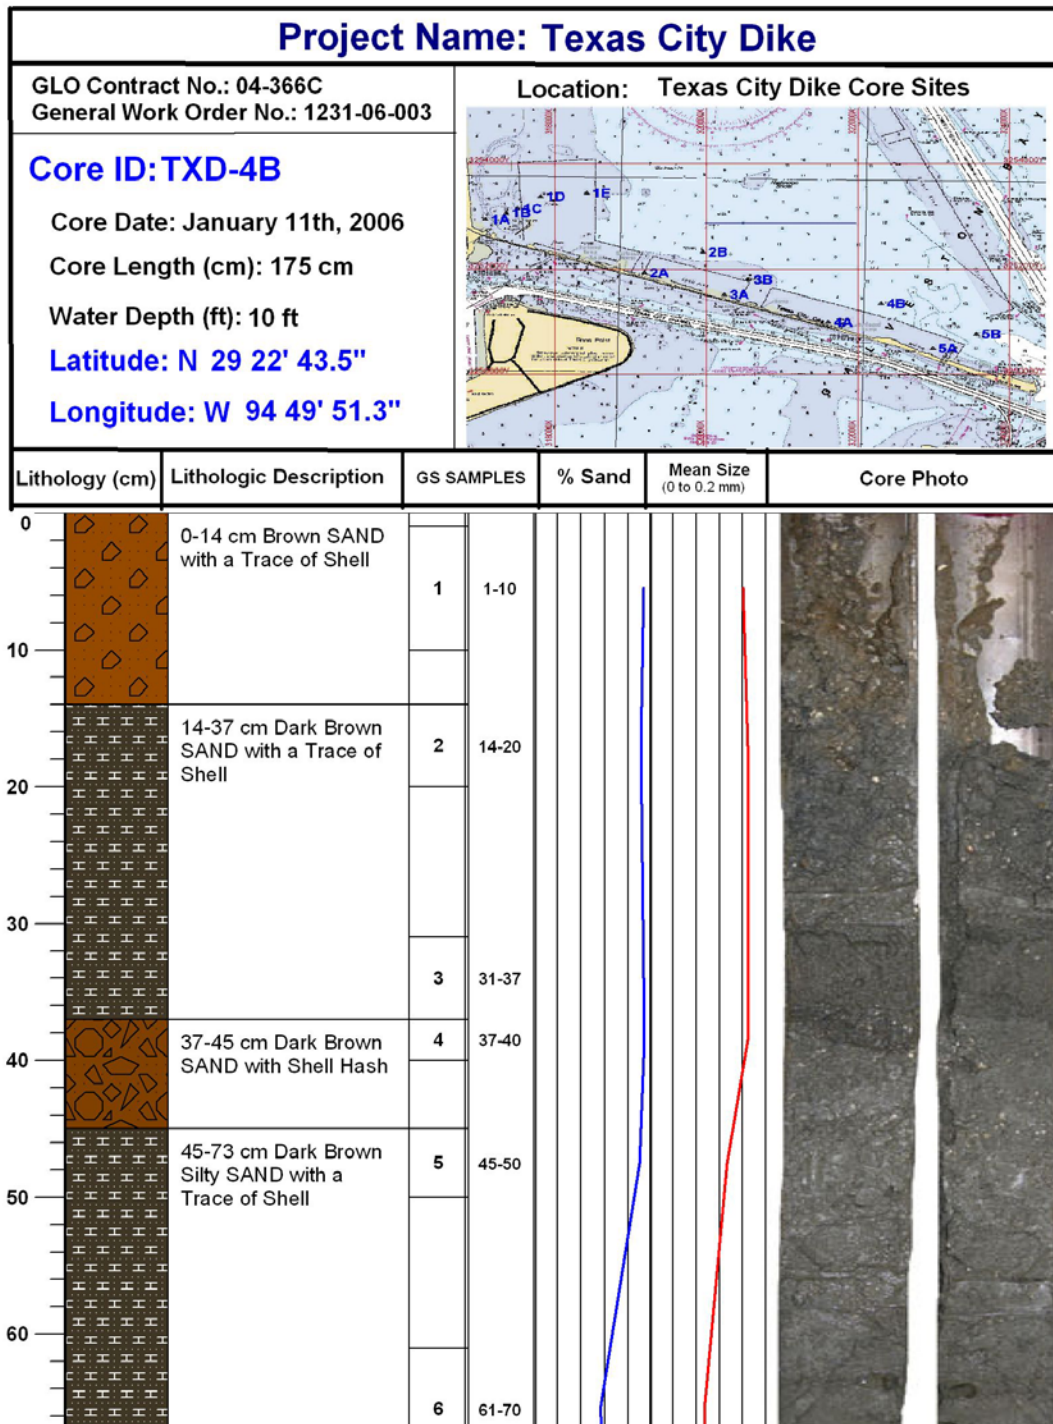 Project Name: Texas City Dike
GLO Contract No.: 04-366C
General Work Order No.: 1231-06-003
Core ID: TXD-4B
Core Date: January 11th, 2006
Core Length (cm): 175 cm
Water Depth (ft): 10 ft
Latitude: N 29 22' 43.5"
Longitude: W 94 49' 51.3"
Location: Texas City Dike Core Sites
1A 1B 1C 1D 1E
2A 2B
3A 3B
4A 4B
5A 5B
Lithology (cm) Lithologic Description GS SAMPLES % Sand Mean Size (0 to 0.2 mm) Core Photo
0
0-14 cm Brown SAND
with a Trace of Shell
1 1-10
10
14-37 cm Dark Brown
SAND with a Trace of
Shell
2 14-20
20
30
3 31-37
37-45 cm Dark Brown
SAND with Shell Hash
4 37-40
40
45-73 cm Dark Brown
Silty SAND with a
Trace of Shell
5 45-50
50
60
6 61-70